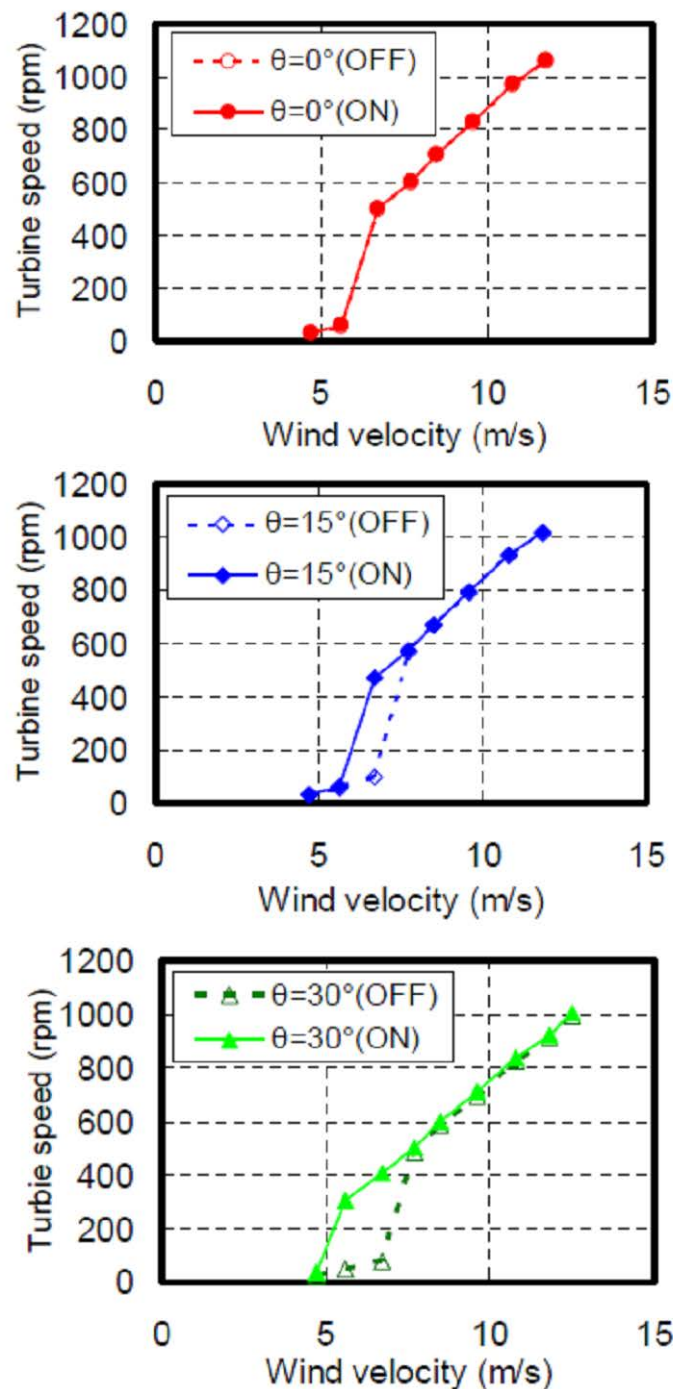 1200
1000
800
600
400
200
0
Turbine speed (rpm)
θ=0°(OFF)
θ=0°(ON)
0 5 10 15
Wind velocity (m/s)
1200
1000
800
600
400
200
0
Turbine speed (rpm)
θ=15°(OFF)
θ=15°(ON)
0 5 10 15
Wind velocity (m/s)
1200
1000
800
600
400
200
0
Turbie speed (rpm)
θ=30°(OFF)
θ=30°(ON)
0 5 10 15
Wind velocity (m/s)